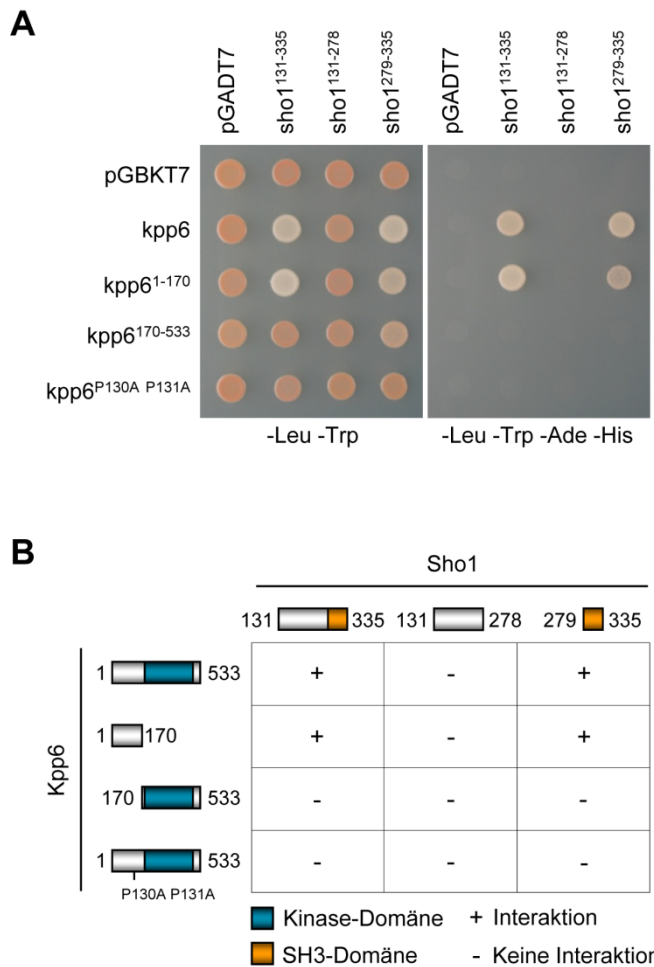 A
pGADT7 sho1131-335 sho1131-278 sho1279-335 pGADT7 sho1131-335 sho1131-278 sho1279-335
pGBKT7
kpp6
kpp61-170
kpp6170-533
kpp6P130A P131A
-Leu -Trp -Leu -Trp -Ade -His
B
Sho1
131 335 131 278 279 335
Kpp6
1 533 + - +
1 170 + - +
170 533 - - -
1 533 - - -
P130A P131A
Kinase-Domäne + Interaktion
SH3-Domäne - Keine Interaktion